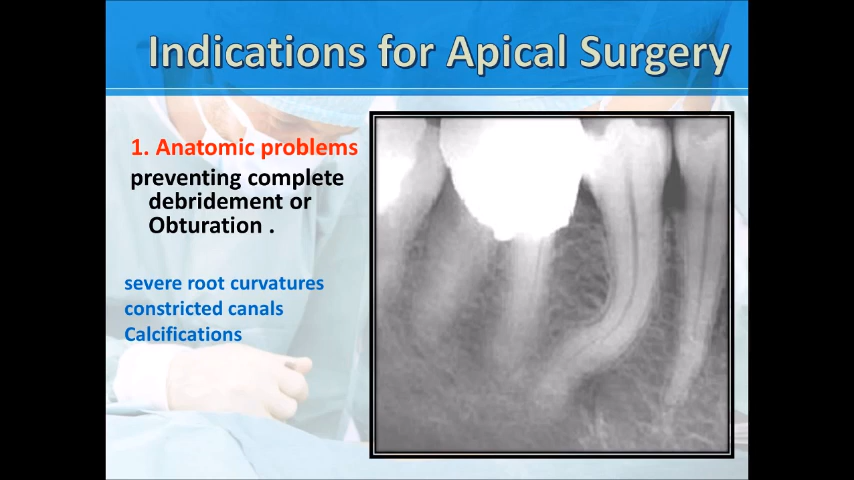 Indications for Apical Surgery
1. Anatomic problems
preventing complete
debridement or
Obturation .
severe root curvatures
constricted canals
Calcifications